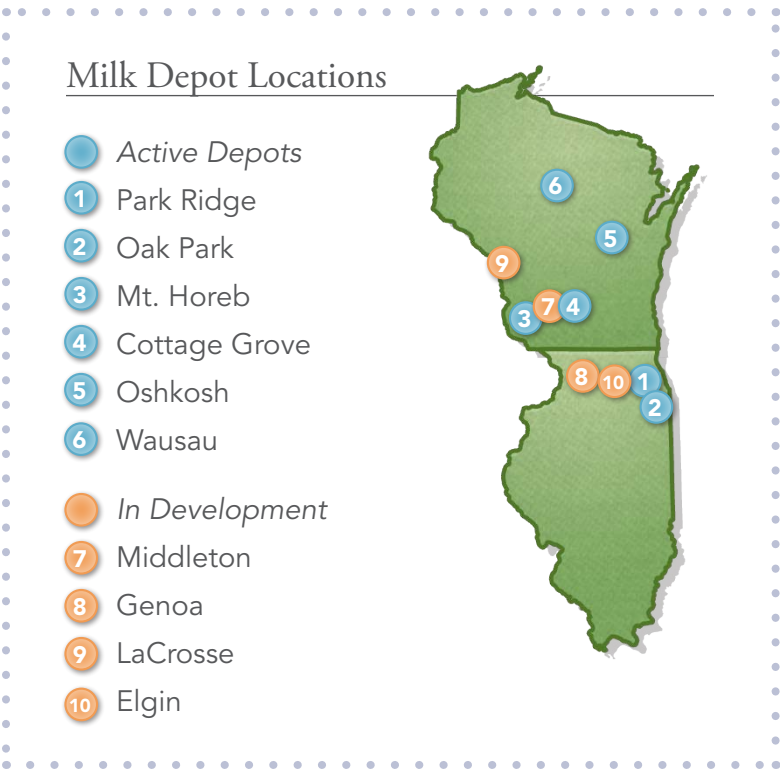 Milk Depot Locations
Active Depots
1 Park Ridge
2 Oak Park
3 Mt. Horeb
4 Cottage Grove
5 Oshkosh
6 Wausau
In Development
7 Middleton
8 Genoa
9 LaCrosse
10 Elgin
6
5
9
3 7 4
8 10 1
2